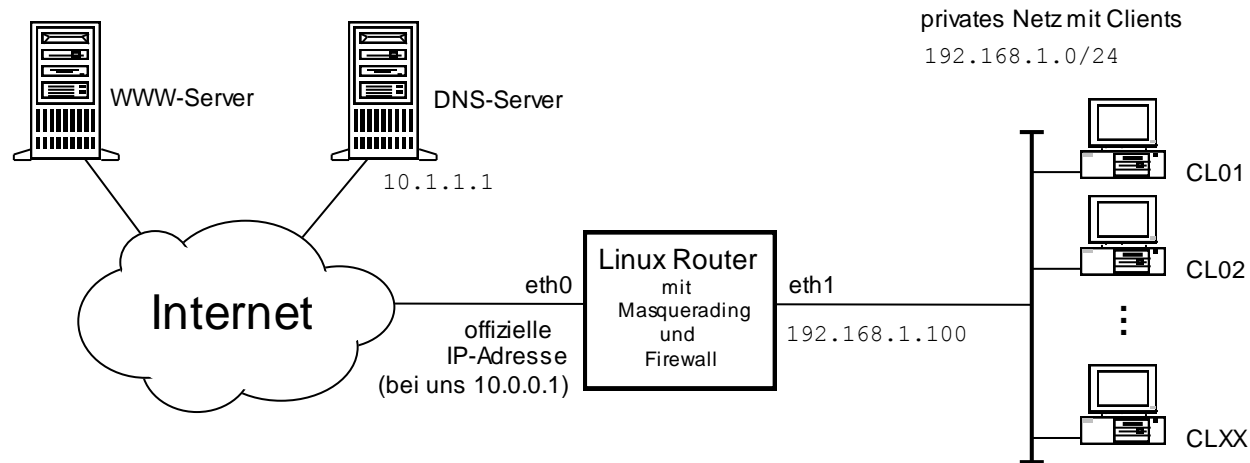 privates Netz mit Clients
192.168.1.0/24
WWW-Server
DNS-Server
10.1.1.1
CL01
CL02
CLXX
Internet
eth0
offizielle
IP-Adresse
(bei uns 10.0.0.1)
Linux Router
mit
Masquerading
und
Firewall
eth1
192.168.1.100